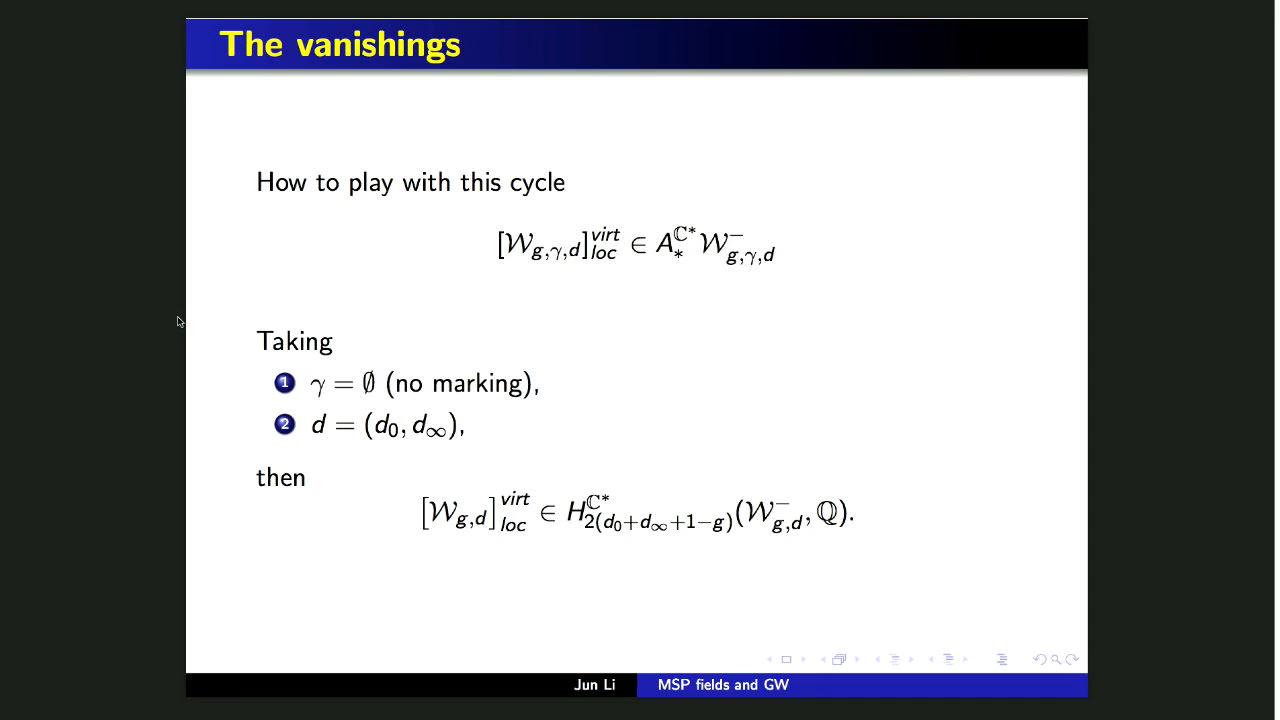 The vanishings
How to play with this cycle
[𝒲_{g,γ,d}]^{virt}_{loc} ∈ A^{ℂ*}_* 𝒲^−_{g,γ,d}
Taking
1 γ = ∅ (no marking),
2 d = (d_0, d_∞),
then
[𝒲_{g,d}]^{virt}_{loc} ∈ H^{ℂ*}_{2(d_0+d_∞+1−g)}(𝒲^−_{g,d}, ℚ).
Jun Li MSP fields and GW